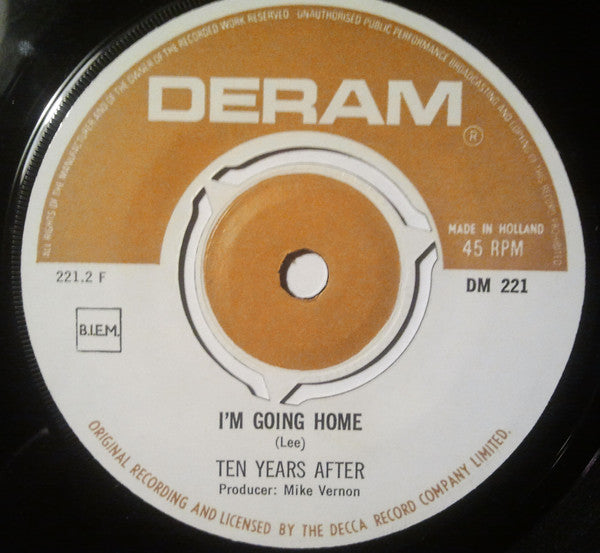 ALL RIGHTS OF THE MANUFACTURER AND OF THE OWNER OF THE RECORDED WORK RESERVED. UNAUTHORISED PUBLIC PERFORMANCE BROADCASTING AND COPYING OF THIS RECORD PROHIBITED
DERAM
®
MADE IN HOLLAND
45 RPM
221.2 F
DM 221
B.I.E.M.
I'M GOING HOME
(Lee)
TEN YEARS AFTER
Producer: Mike Vernon
ORIGINAL RECORDING AND LICENSED BY THE DECCA RECORD COMPANY LIMITED.